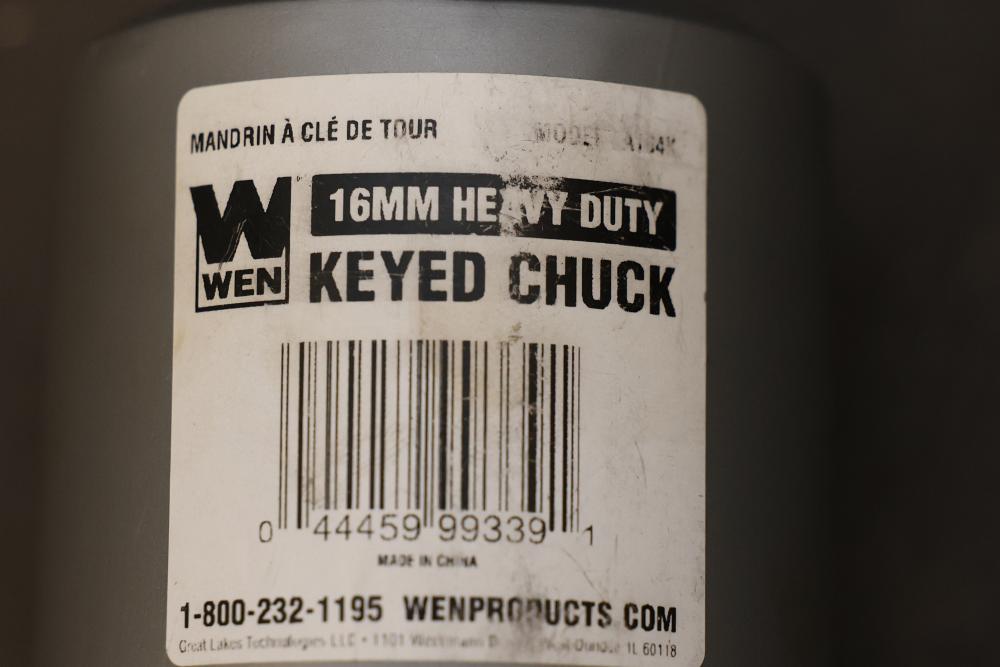 MANDRIN À CLÉ DE TOUR MODEL
WEN
16MM HEAVY DUTY
KEYED CHUCK
0 44459 99339 1
MADE IN CHINA
1-800-232-1195 WENPRODUCTS.COM
Great Lakes Technologies LLC • 1101 IL 60118